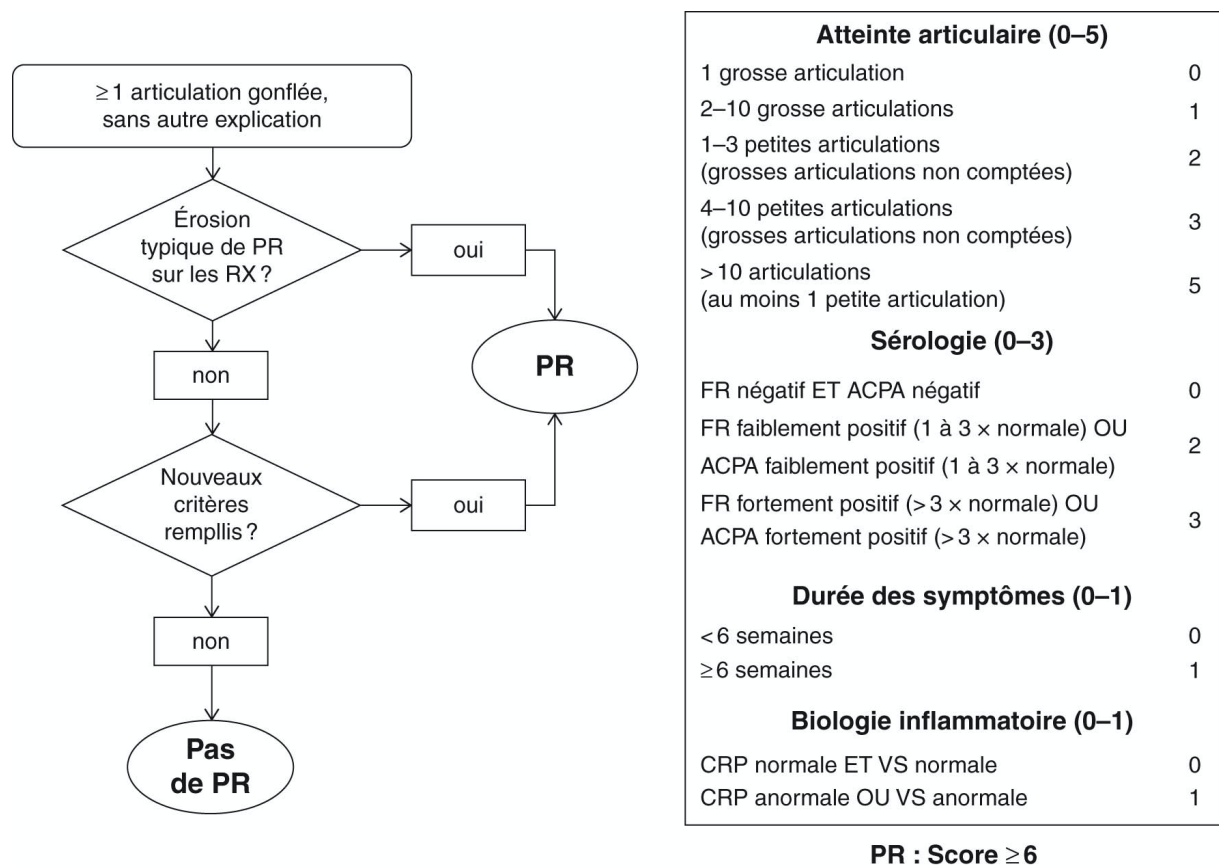 ≥ 1 articulation gonflée,
sans autre explication
Érosion
typique de PR
sur les RX ?
oui
non
PR
Nouveaux
critères
rempllis ?
oui
non
Pas
de PR
Atteinte articulaire (0–5)
1 grosse articulation 0
2–10 grosse articulations 1
1–3 petites articulations
(grosses articulations non comptées) 2
4–10 petites articulations
(grosses articulations non comptées) 3
> 10 articulations
(au moins 1 petite articulation) 5
Sérologie (0–3)
FR négatif ET ACPA négatif 0
FR faiblement positif (1 à 3 × normale) OU
ACPA faiblement positif (1 à 3 × normale) 2
FR fortement positif (> 3 × normale) OU
ACPA fortement positif (> 3 × normale) 3
Durée des symptômes (0–1)
< 6 semaines 0
≥ 6 semaines 1
Biologie inflammatoire (0–1)
CRP normale ET VS normale 0
CRP anormale OU VS anormale 1
PR : Score ≥ 6